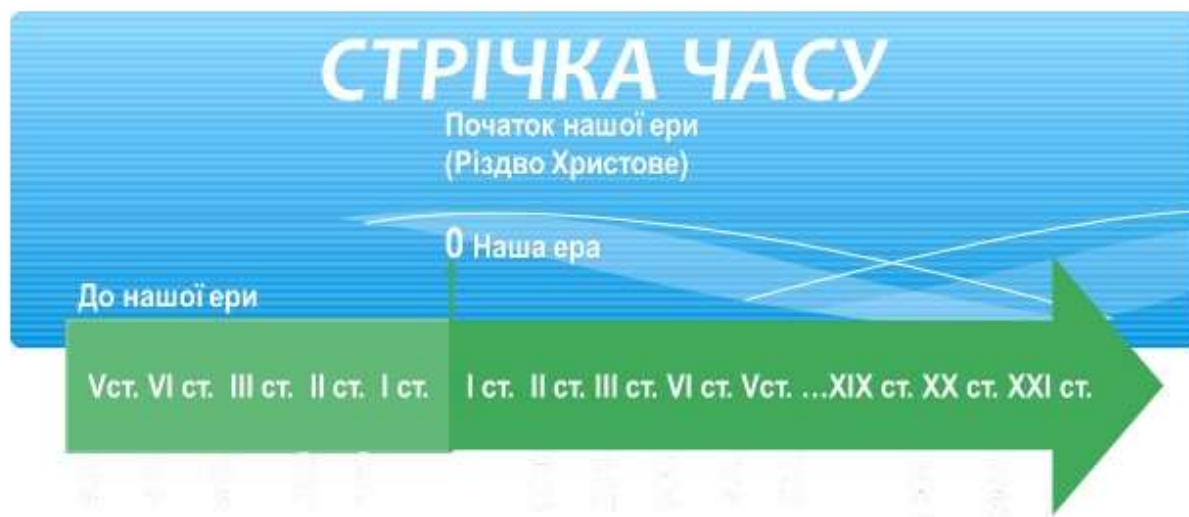 СТРІЧКА ЧАСУ
Початок нашої ери
(Різдво Христове)
0 Наша ера
До нашої ери
Vст. VI ст. III ст. II ст. I ст. I ст. II ст. III ст. VI ст. Vст. ...XIX ст. XX ст. XXI ст.